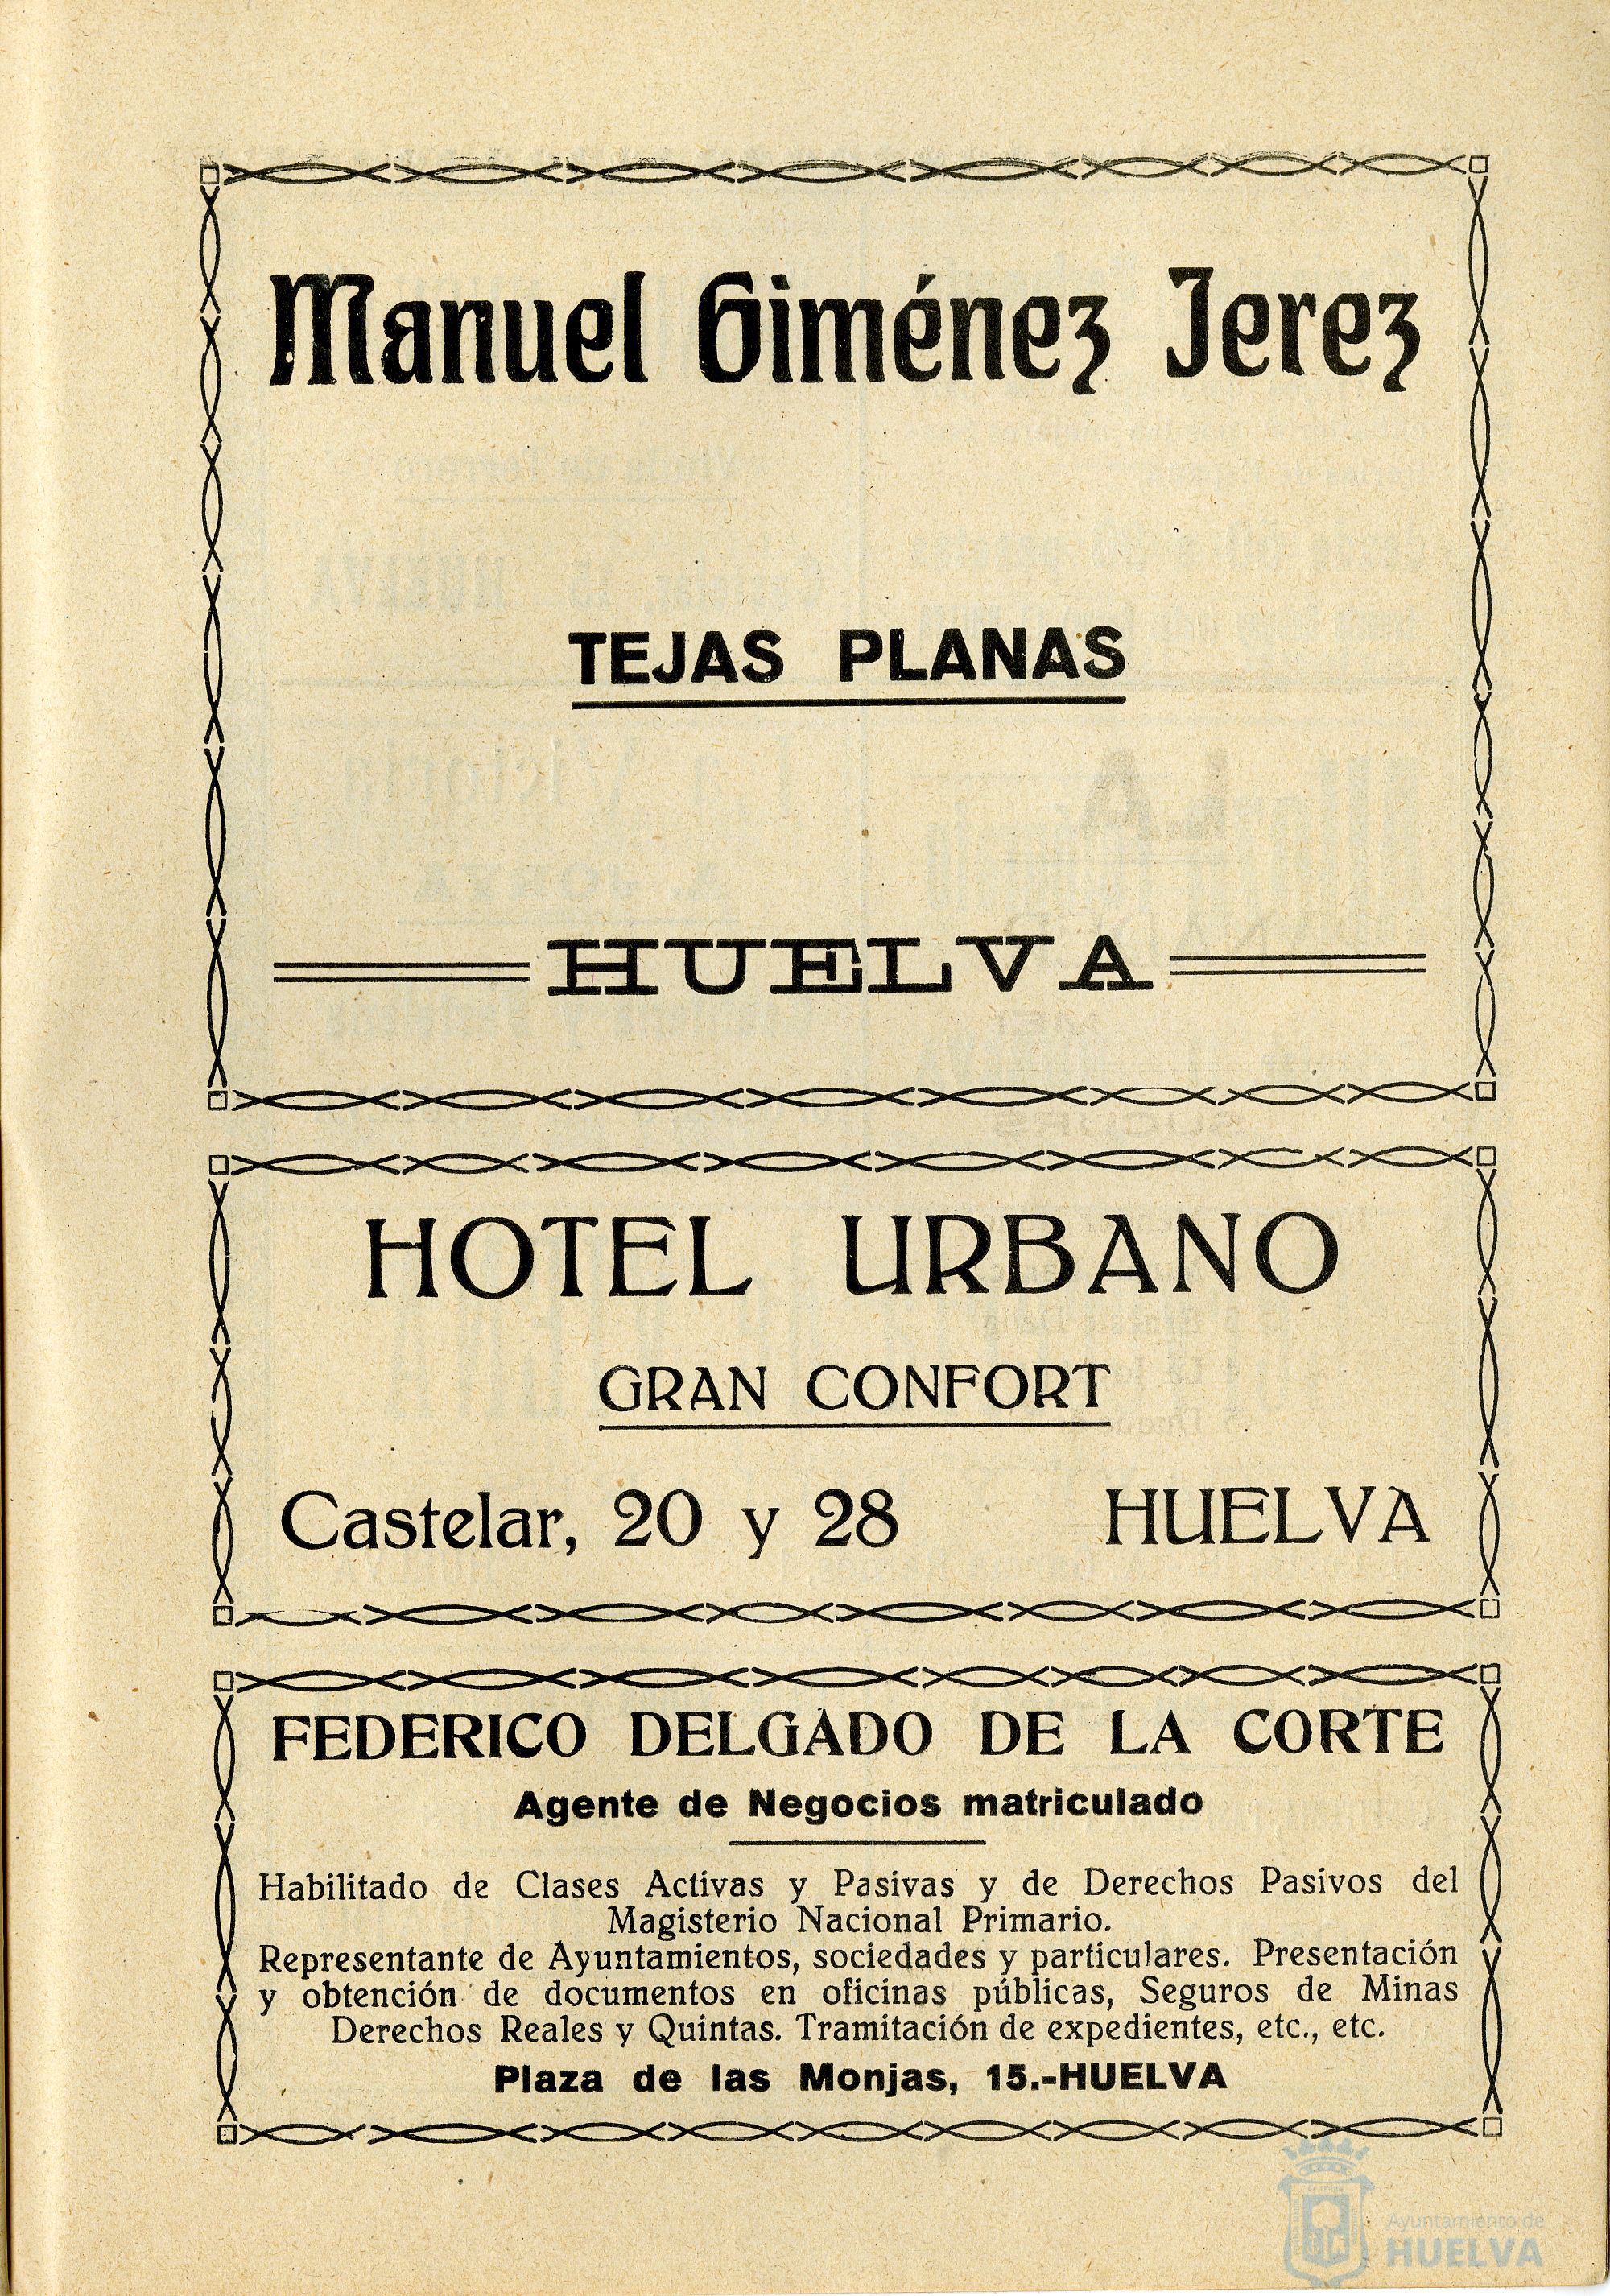 Manuel Giménez Jerez
TEJAS PLANAS
HUELVA
HOTEL URBANO
GRAN CONFORT
Castelar, 20 y 28 HUELVA
FEDERICO DELGADO DE LA CORTE
Agente de Negocios matriculado
Habilitado de Clases Activas y Pasivas y de Derechos Pasivos del
Magisterio Nacional Primario.
Representante de Ayuntamientos, sociedades y particulares. Presentación
y obtención de documentos en oficinas públicas, Seguros de Minas
Derechos Reales y Quintas. Tramitación de expedientes, etc., etc.
Plaza de las Monjas, 15.-HUELVA
Ayuntamiento de
HUELVA